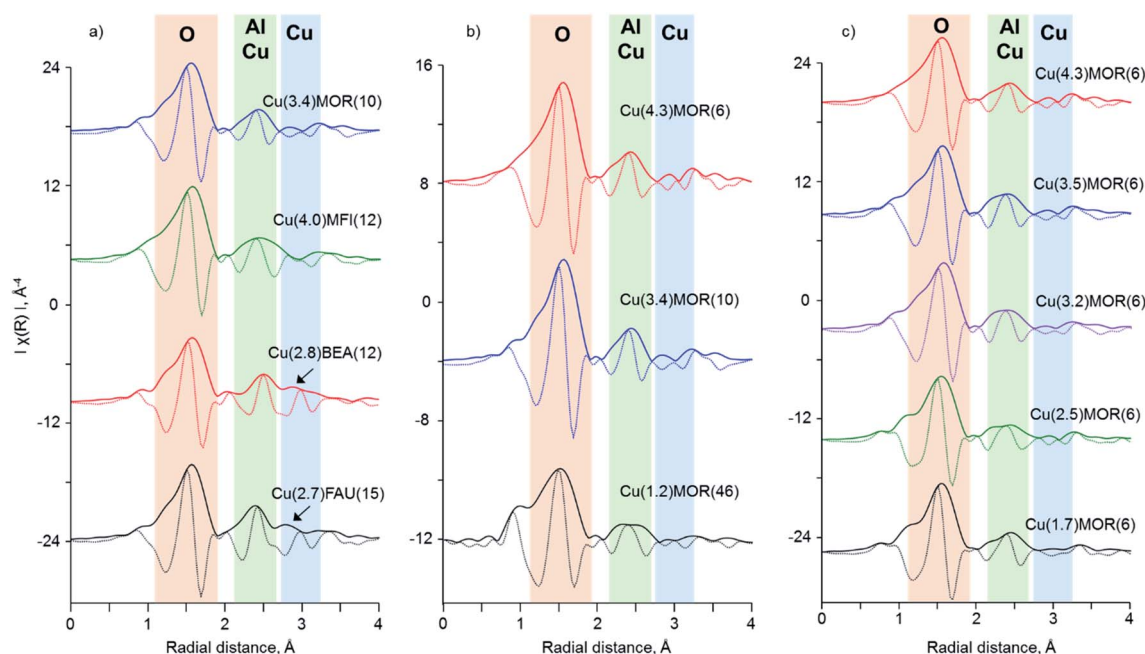 a)
O
Al
Cu
Cu
24
12
0
-12
-24
| χ(R) |, Å-4
Cu(3.4)MOR(10)
Cu(4.0)MFI(12)
Cu(2.8)BEA(12)
Cu(2.7)FAU(15)
0 1 2 3 4
Radial distance, Å
b)
O
Al
Cu
Cu
16
8
0
-8
-12
Cu(4.3)MOR(6)
Cu(3.4)MOR(10)
Cu(1.2)MOR(46)
0 1 2 3 4
Radial distance, Å
c)
O
Al
Cu
Cu
24
12
0
-12
-24
Cu(4.3)MOR(6)
Cu(3.5)MOR(6)
Cu(3.2)MOR(6)
Cu(2.5)MOR(6)
Cu(1.7)MOR(6)
0 1 2 3 4
Radial distance, Å